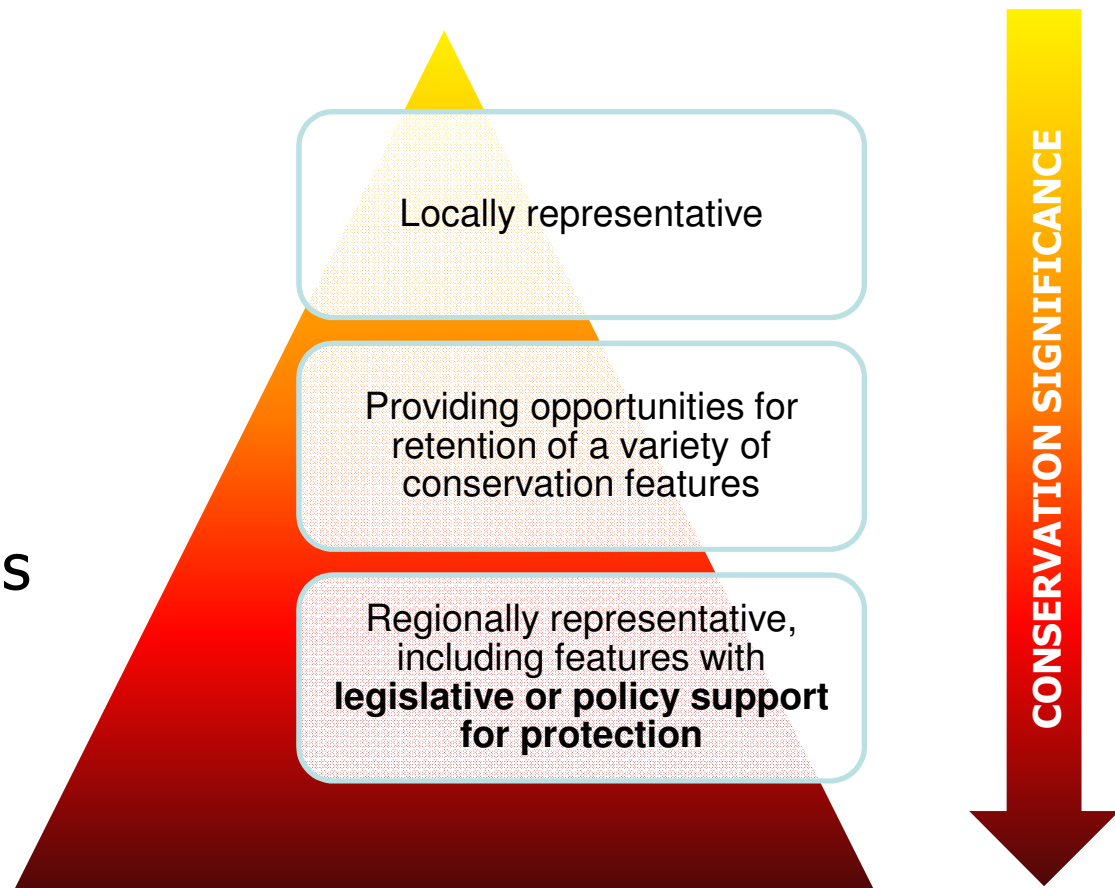 Locally representative
Providing opportunities for
retention of a variety of
conservation features
s
Regionally representative,
including features with
legislative or policy support
for protection
CONSERVATION SIGNIFICANCE